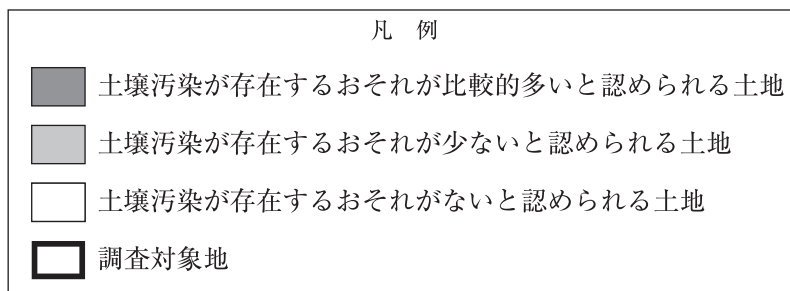 凡 例
土壌汚染が存在するおそれが比較的多いと認められる土地
土壌汚染が存在するおそれが少ないと認められる土地
土壌汚染が存在するおそれがないと認められる土地
調査対象地